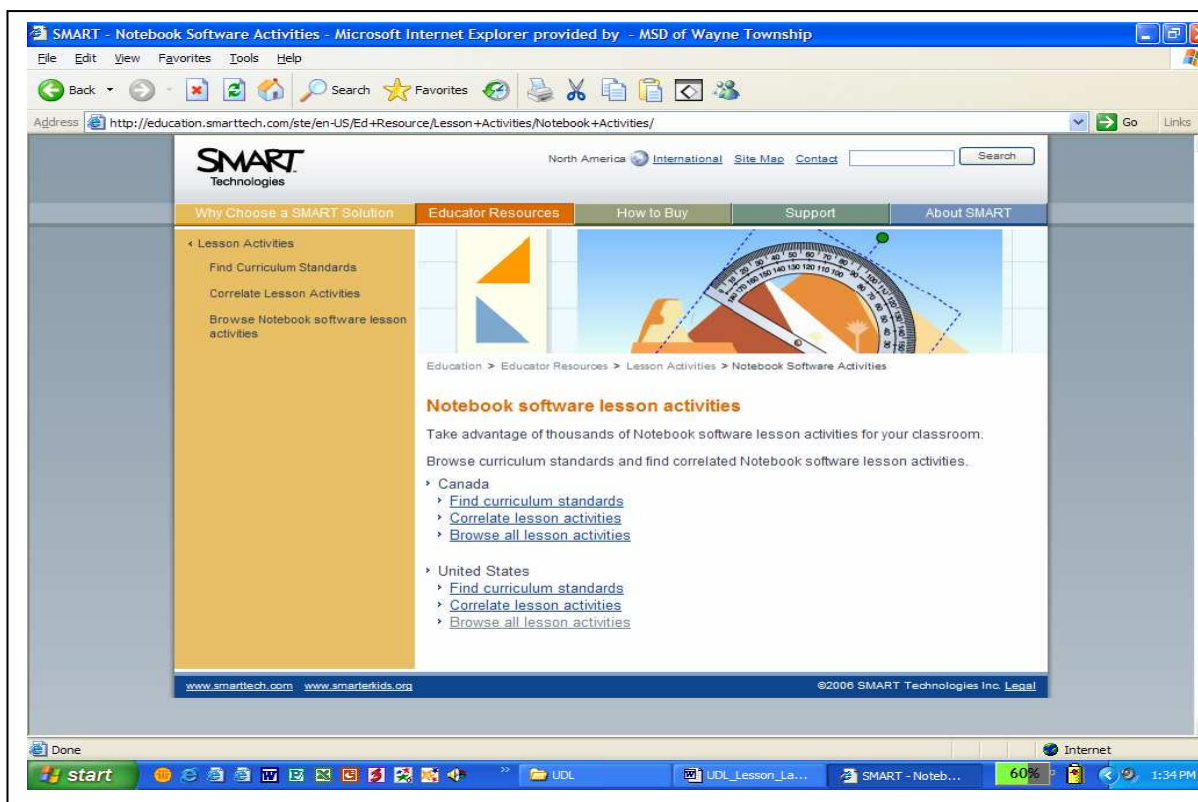 SMART - Notebook Software Activities - Microsoft Internet Explorer provided by - MSD of Wayne Township
File Edit View Favorites Tools Help
Back Search Favorites
Address http://education.smarttech.com/ste/en-US/Ed+Resource/Lesson+Activities/Notebook+Activities/ Go Links
SMART
Technologies
North America International Site Map Contact Search
Why Choose a SMART Solution Educator Resources How to Buy Support About SMART
Lesson Activities
Find Curriculum Standards
Correlate Lesson Activities
Browse Notebook software lesson
activities
Education > Educator Resources > Lesson Activities > Notebook Software Activities
Notebook software lesson activities
Take advantage of thousands of Notebook software lesson activities for your classroom.
Browse curriculum standards and find correlated Notebook software lesson activities.
Canada
Find curriculum standards
Correlate lesson activities
Browse all lesson activities
United States
Find curriculum standards
Correlate lesson activities
Browse all lesson activities
www.smarttech.com www.smarterkids.org ©2006 SMART Technologies Inc. Legal
Done Internet
start UDL UDL_Lesson_La... SMART - Noteb... 60% 1:34 PM